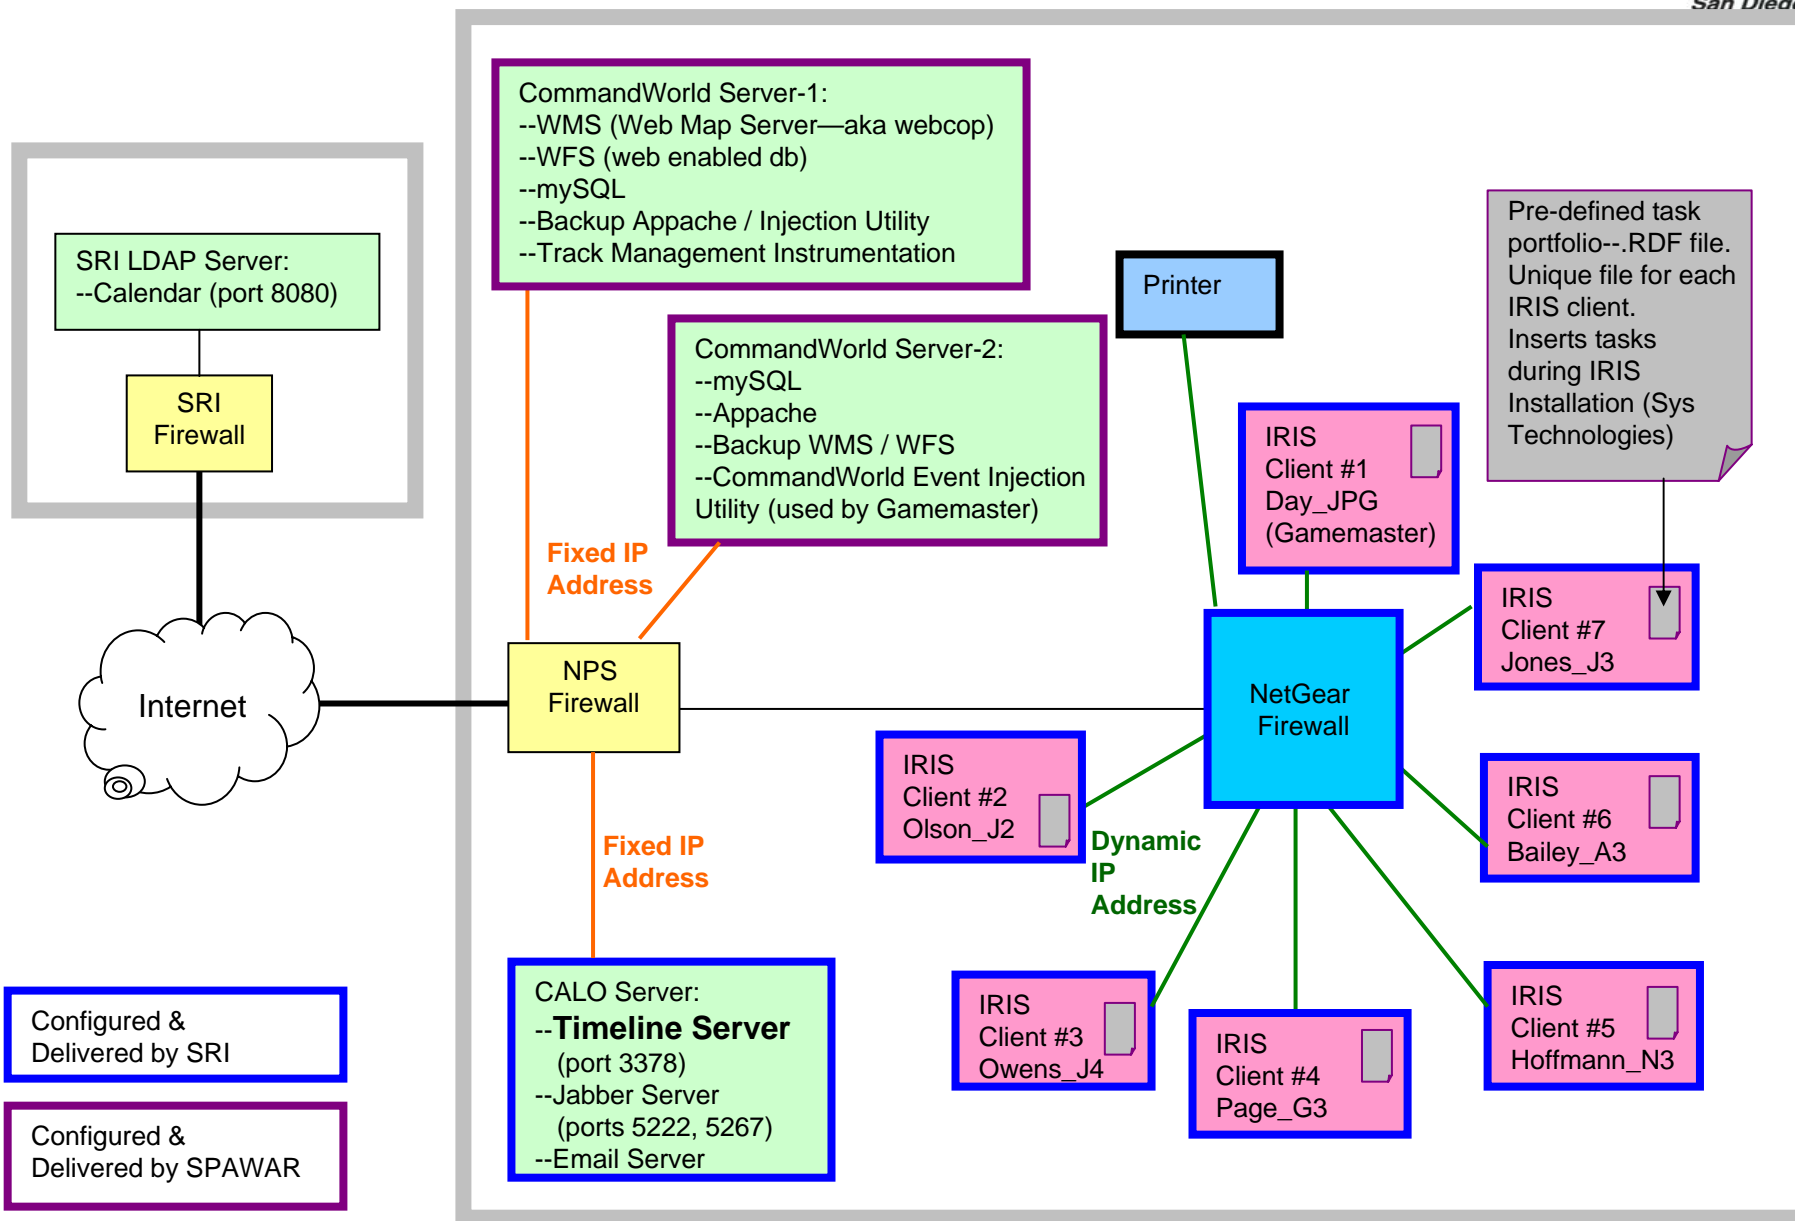 San Diego
CommandWorld Server-1:
--WMS (Web Map Server—aka webcop)
--WFS (web enabled db)
--mySQL
--Backup Appache / Injection Utility
--Track Management Instrumentation
SRI LDAP Server:
--Calendar (port 8080)
SRI
Firewall
Internet
CommandWorld Server-2:
--mySQL
--Appache
--Backup WMS / WFS
--CommandWorld Event Injection
Utility (used by Gamemaster)
Printer
Pre-defined task
portfolio--.RDF file.
Unique file for each
IRIS client.
Inserts tasks
during IRIS
Installation (Sys
Technologies)
Fixed IP
Address
NPS
Firewall
NetGear
Firewall
IRIS
Client #1
Day_JPG
(Gamemaster)
IRIS
Client #7
Jones_J3
IRIS
Client #2
Olson_J2
IRIS
Client #6
Bailey_A3
Fixed IP
Address
Dynamic
IP
Address
CALO Server:
--Timeline Server
(port 3378)
--Jabber Server
(ports 5222, 5267)
--Email Server
IRIS
Client #3
Owens_J4
IRIS
Client #4
Page_G3
IRIS
Client #5
Hoffmann_N3
Configured &
Delivered by SRI
Configured &
Delivered by SPAWAR